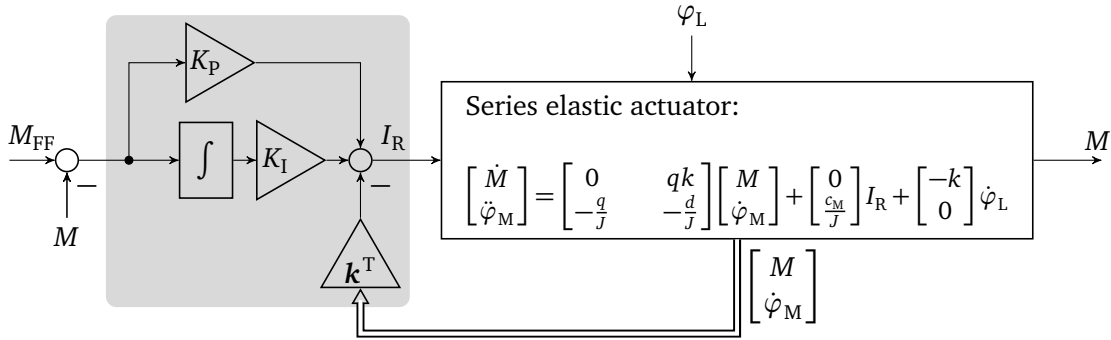 φ_L
K_P
M_FF
∫
K_I
I_R
M
−
−
M
k^T
Series elastic actuator:
[Ṁ; φ̈_M] = [0 qk; −q/J −d/J] [M; φ̇_M] + [0; c_M/J] I_R + [−k; 0] φ̇_L
[M; φ̇_M]